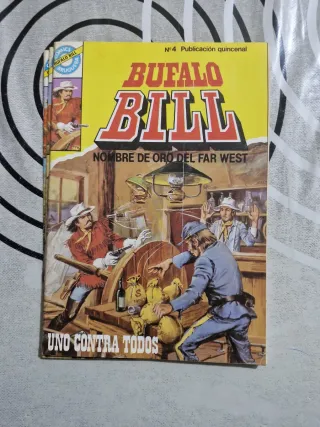 Nº4 Publicación quincenal
BUFALO
BILL
NOMBRE DE ORO DEL FAR WEST
UNO CONTRA TODOS